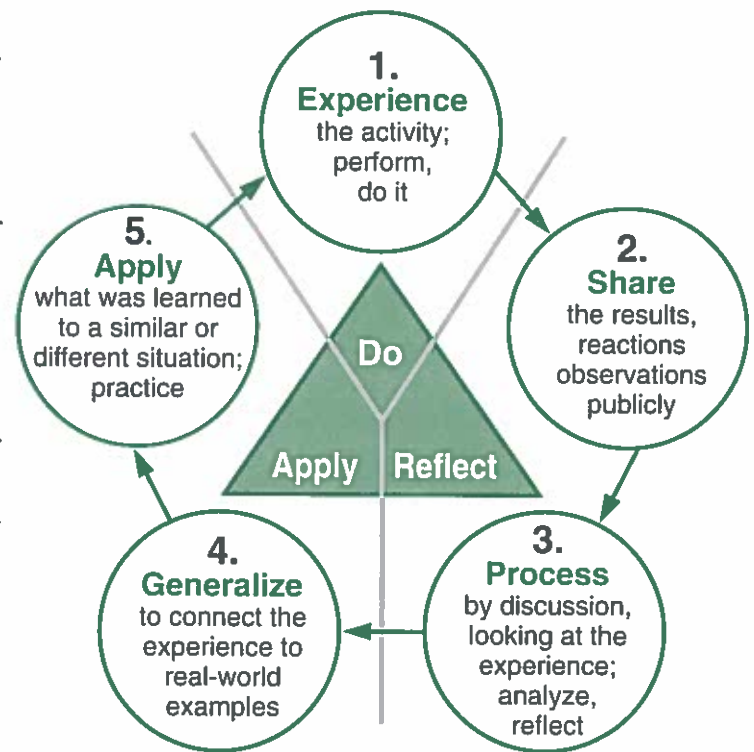 1.
Experience
the activity;
perform,
do it
2.
Share
the results,
reactions
observations
publicly
3.
Process
by discussion,
looking at the
experience;
analyze,
reflect
4.
Generalize
to connect the
experience to
real-world
examples
5.
Apply
what was learned
to a similar or
different situation;
practice
Do
Apply
Reflect